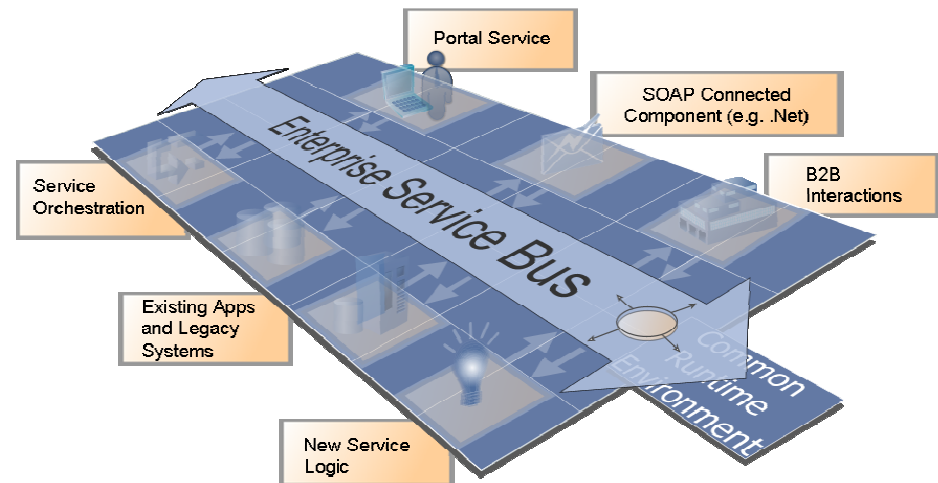 Portal Service
SOAP Connected
Component (e.g. .Net)
B2B
Interactions
Enterprise Service Bus
Service
Orchestration
Existing Apps
and Legacy
Systems
New Service
Logic
Common
Runtime
Environment